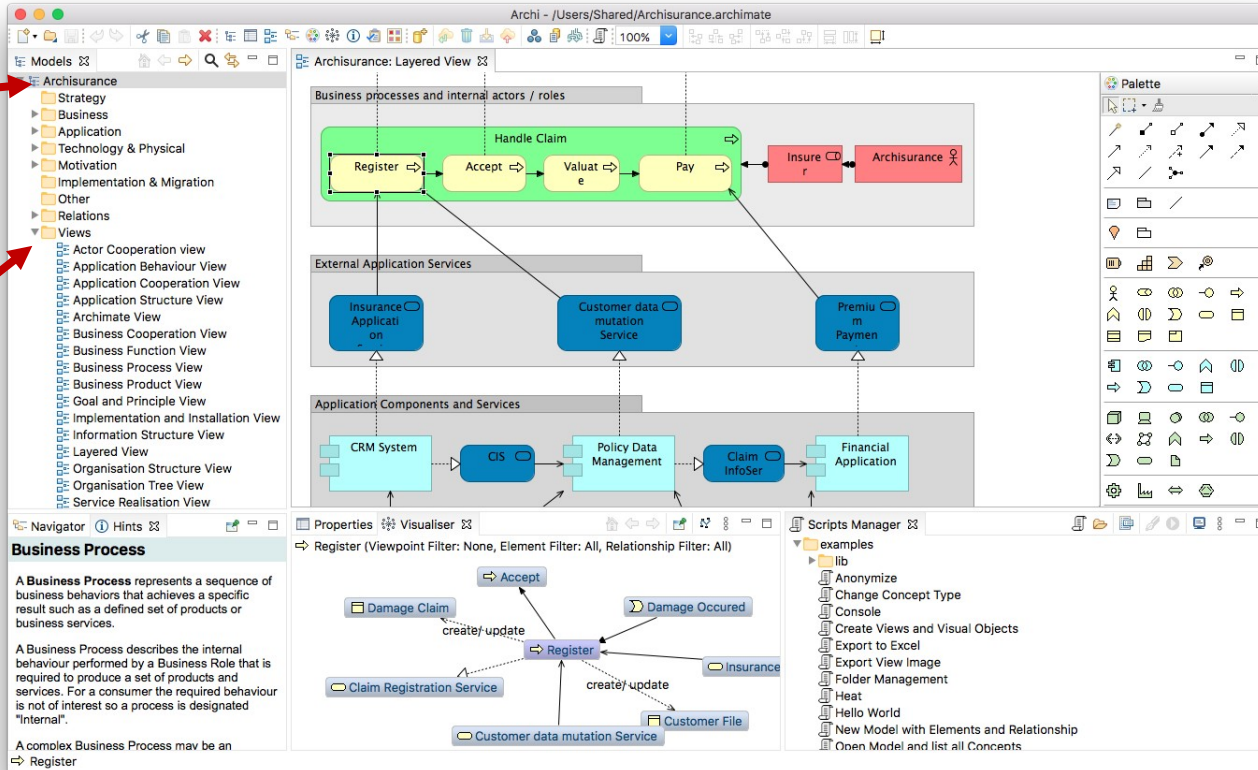 Archi - /Users/Shared/Archisurance.archimate
100%
Models
Archisurance
Strategy
Business
Application
Technology & Physical
Motivation
Implementation & Migration
Other
Relations
Views
Actor Cooperation view
Application Behaviour View
Application Cooperation View
Application Structure View
Archimate View
Business Cooperation View
Business Function View
Business Process View
Business Product View
Goal and Principle View
Implementation and Installation View
Information Structure View
Layered View
Organisation Structure View
Organisation Tree View
Service Realisation View
Archisurance: Layered View
Business processes and internal actors / roles
Handle Claim
Register
Accept
Valuat
e
Pay
Insure
r
Archisurance
External Application Services
Insurance
Applicati
on
Customer data
mutation
Service
Premiu
m
Paymen
Application Components and Services
CRM System
CIS
Policy Data
Management
Claim
InfoSer
Financial
Application
Palette
Navigator
Hints
Business Process
A Business Process represents a sequence of
business behaviors that achieves a specific
result such as a defined set of products or
business services.
A Business Process describes the internal
behaviour performed by a Business Role that is
required to produce a set of products and
services. For a consumer the required behaviour
is not of interest so a process is designated
"Internal".
A complex Business Process may be an
Register
Properties
Visualiser
Register (Viewpoint Filter: None, Element Filter: All, Relationship Filter: All)
Accept
Damage Claim
Damage Occured
create/ update
Register
Insurance
Claim Registration Service
create/ update
Customer File
Customer data mutation Service
Scripts Manager
examples
lib
Anonymize
Change Concept Type
Console
Create Views and Visual Objects
Export to Excel
Export View Image
Folder Management
Heat
Hello World
New Model with Elements and Relationship
Open Model and list all Concepts